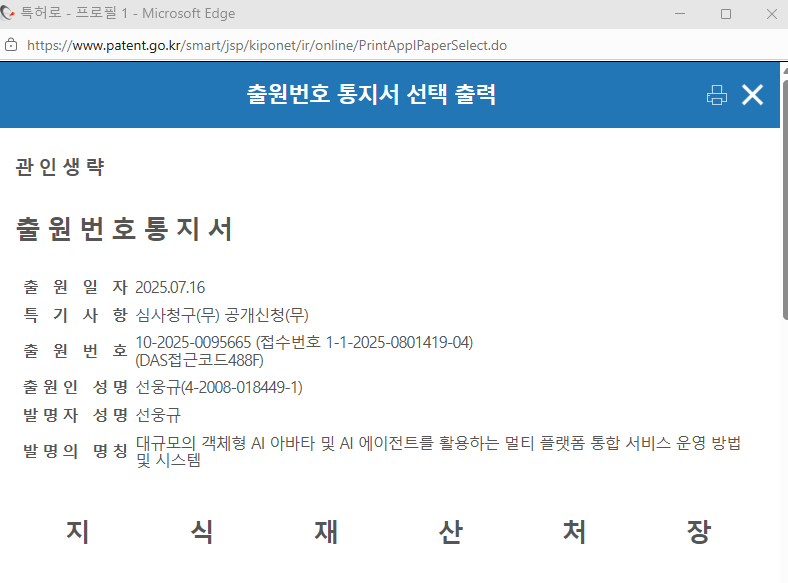 특허로 - 프로필 1 - Microsoft Edge
https://www.patent.go.kr/smart/jsp/kiponet/ir/online/PrintApplPaperSelect.do
출원번호 통지서 선택 출력
관 인 생 략
출 원 번 호 통 지 서
출 원 일 자 2025.07.16
특 기 사 항 심사청구(무) 공개신청(무)
출 원 번 호 10-2025-0095665 (접수번호 1-1-2025-0801419-04)
(DAS접근코드488F)
출 원 인 성 명 선웅규(4-2008-018449-1)
발 명 자 성 명 선웅규
발 명 의 명 칭 대규모의 객체형 AI 아바타 및 AI 에이전트를 활용하는 멀티 플랫폼 통합 서비스 운영 방법
및 시스템
지 식 재 산 처 장